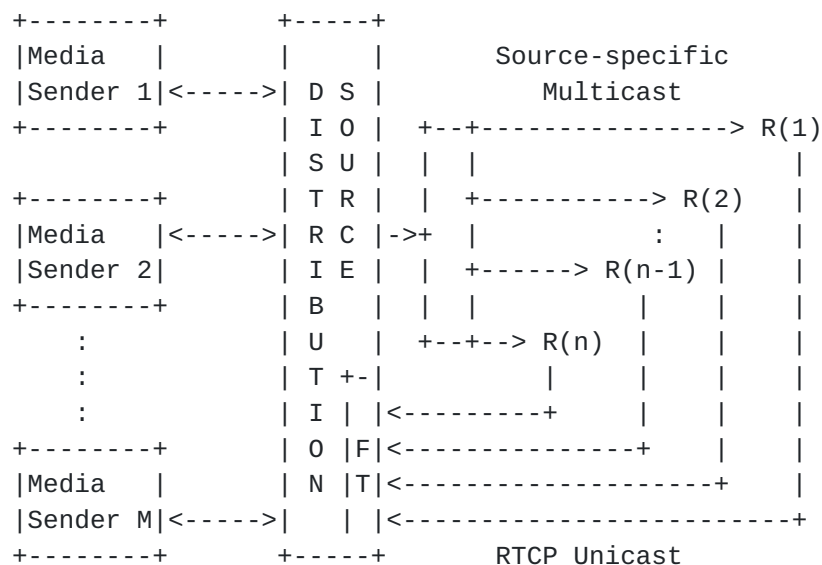 +--------+       +-----+
|Media   |       |     |       Source-specific
|Sender 1|<----->| D S |          Multicast
+--------+       | I O |  +--+----------------> R(1)
                 | S U |  |  |                    |
+--------+       | T R |  |  +-----------> R(2)   |
|Media   |<----->| R C |->+  |           :   |    |
|Sender 2|       | I E |  |  +------> R(n-1) |    |
+--------+       | B   |  |  |          |    |    |
    :            | U   |  +--+--> R(n)  |    |    |
    :            | T +-|          |     |    |    |
    :            | I | |<---------+     |    |    |
+--------+       | O |F|<---------------+    |    |
|Media   |       | N |T|<--------------------+    |
|Sender M|<----->|   | |<-------------------------+
+--------+       +-----+       RTCP Unicast